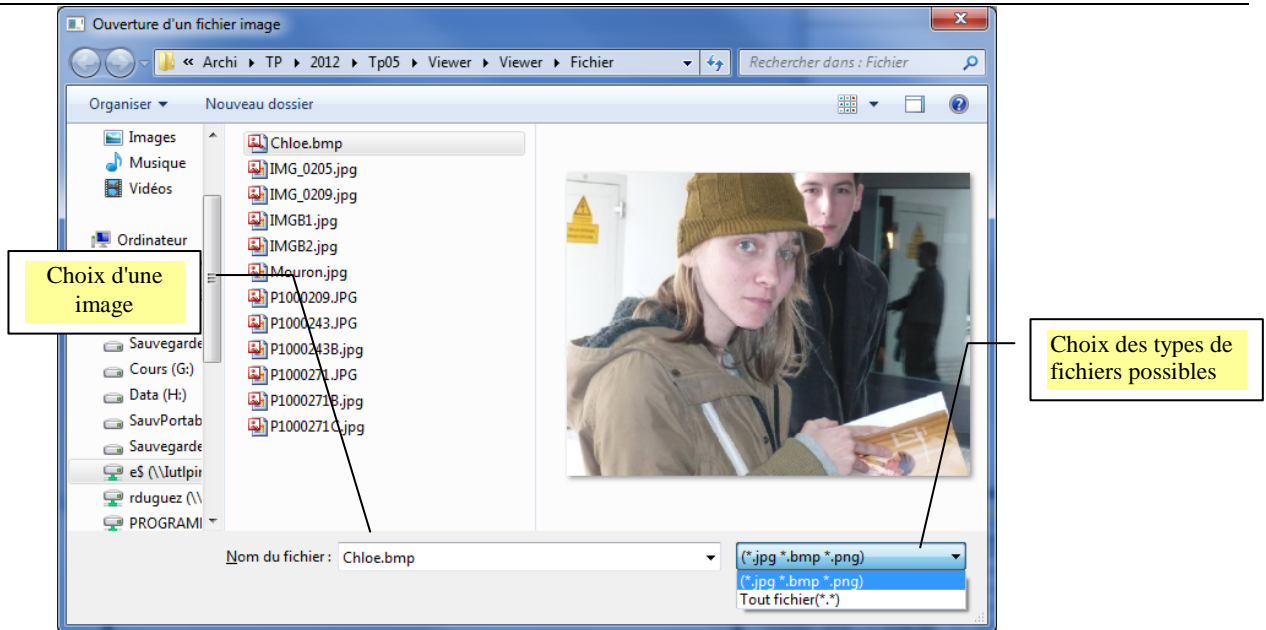 Ouverture d'un fichier image
« Archi ▸ TP ▸ 2012 ▸ Tp05 ▸ Viewer ▸ Viewer ▸ Fichier
Rechercher dans : Fichier
Organiser
Nouveau dossier
Images
Musique
Vidéos
Ordinateur
Sauvegarde
Cours (G:)
Data (H:)
SauvPortab
Sauvegarde
e$ (\\Iutlpir
rduguez (\\
PROGRAMI
Chloe.bmp
IMG_0205.jpg
IMG_0209.jpg
IMGB1.jpg
IMGB2.jpg
Mouron.jpg
P1000209.JPG
P1000243.JPG
P1000243B.jpg
P1000271.JPG
P1000271B.jpg
P1000271C.jpg
Choix d'une
image
Choix des types de
fichiers possibles
Nom du fichier :
Chloe.bmp
(*.jpg *.bmp *.png)
(*.jpg *.bmp *.png)
Tout fichier(*.*)